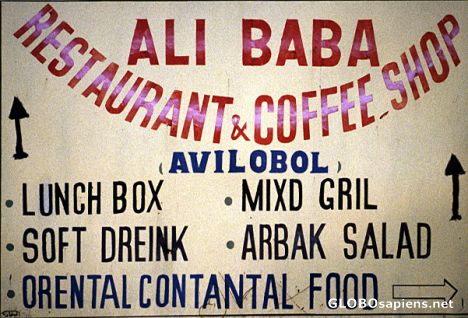 ALI BABA
RESTAURANT & COFFEE-SHOP
(AVILOBOL)
• LUNCH BOX • MIXD GRIL
• SOFT DREINK • ARBAK SALAD
• ORENTAL CONTANTAL FOOD
GLOBOsapiens.net